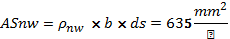 ASnw = ρnw × b × ds = 635 mm²/